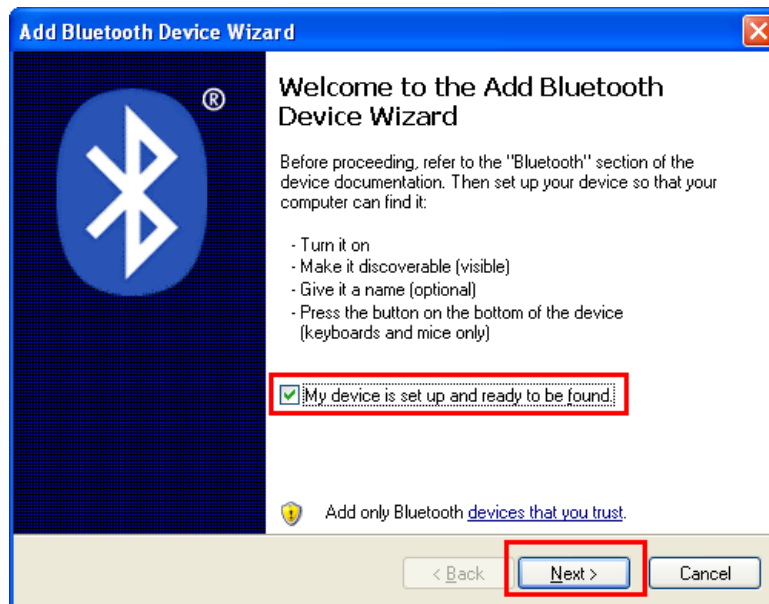 Add Bluetooth Device Wizard
®
Welcome to the Add Bluetooth
Device Wizard
Before proceeding, refer to the "Bluetooth" section of the
device documentation. Then set up your device so that your
computer can find it:
- Turn it on
- Make it discoverable (visible)
- Give it a name (optional)
- Press the button on the bottom of the device
(keyboards and mice only)
My device is set up and ready to be found.
Add only Bluetooth devices that you trust.
< Back
Next >
Cancel